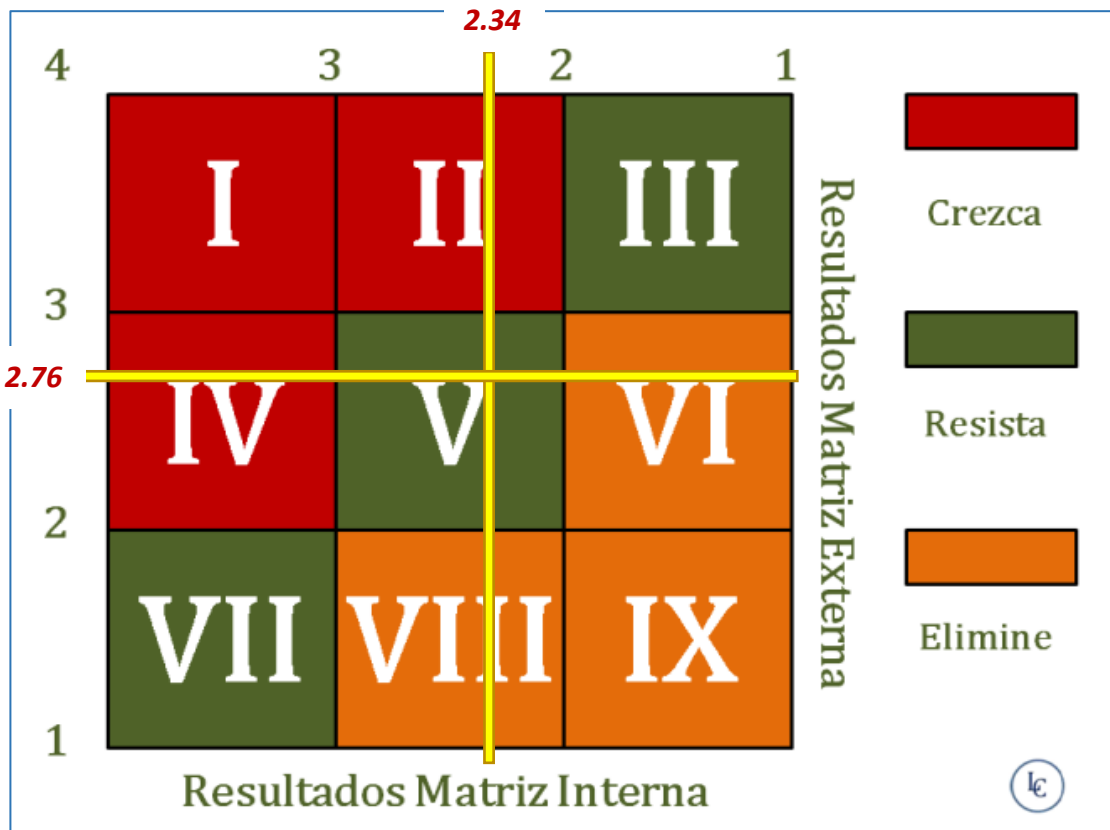 2.34
4 3 2 1
I II III
Crezca
3
2.76
IV V VI
Resista
2
VII VIII IX
Elimine
1
Resultados Matriz Externa
Resultados Matriz Interna
LC